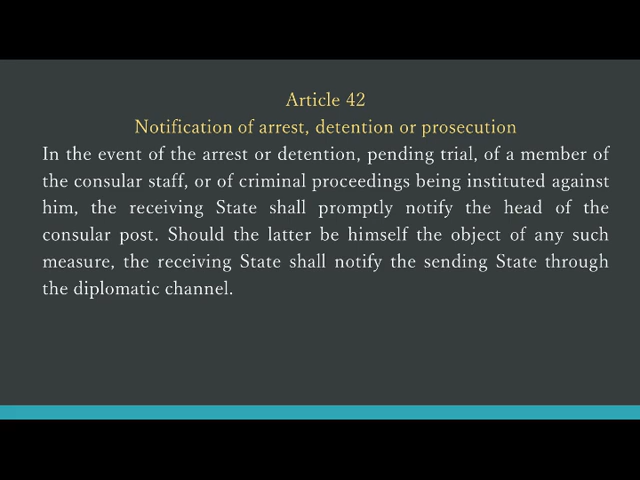 Article 42
Notification of arrest, detention or prosecution
In the event of the arrest or detention, pending trial, of a member of
the consular staff, or of criminal proceedings being instituted against
him, the receiving State shall promptly notify the head of the
consular post. Should the latter be himself the object of any such
measure, the receiving State shall notify the sending State through
the diplomatic channel.